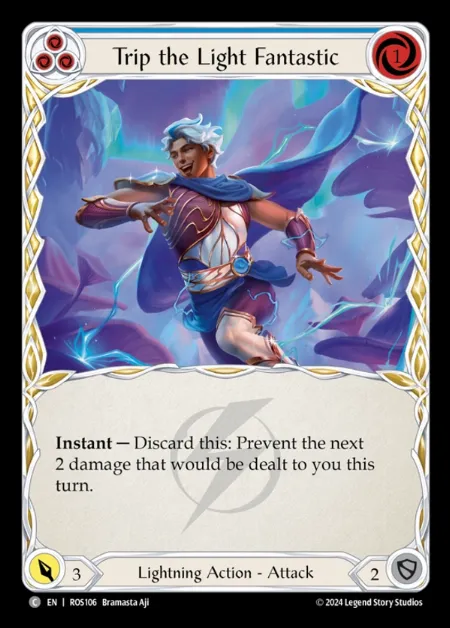 Trip the Light Fantastic
1
Instant — Discard this: Prevent the next
2 damage that would be dealt to you this
turn.
3
Lightning Action - Attack
2
C EN | ROS106 Bramasta Aji
© 2024 Legend Story Studios